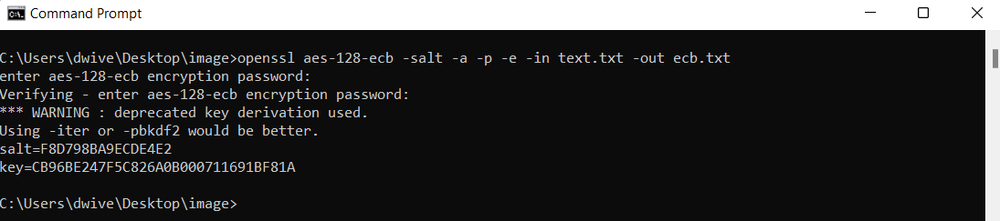 Command Prompt
C:\Users\dwive\Desktop\image>openssl aes-128-ecb -salt -a -p -e -in text.txt -out ecb.txt
enter aes-128-ecb encryption password:
Verifying - enter aes-128-ecb encryption password:
*** WARNING : deprecated key derivation used.
Using -iter or -pbkdf2 would be better.
salt=F8D798BA9ECDE4E2
key=CB96BE247F5C826A0B000711691BF81A
C:\Users\dwive\Desktop\image>